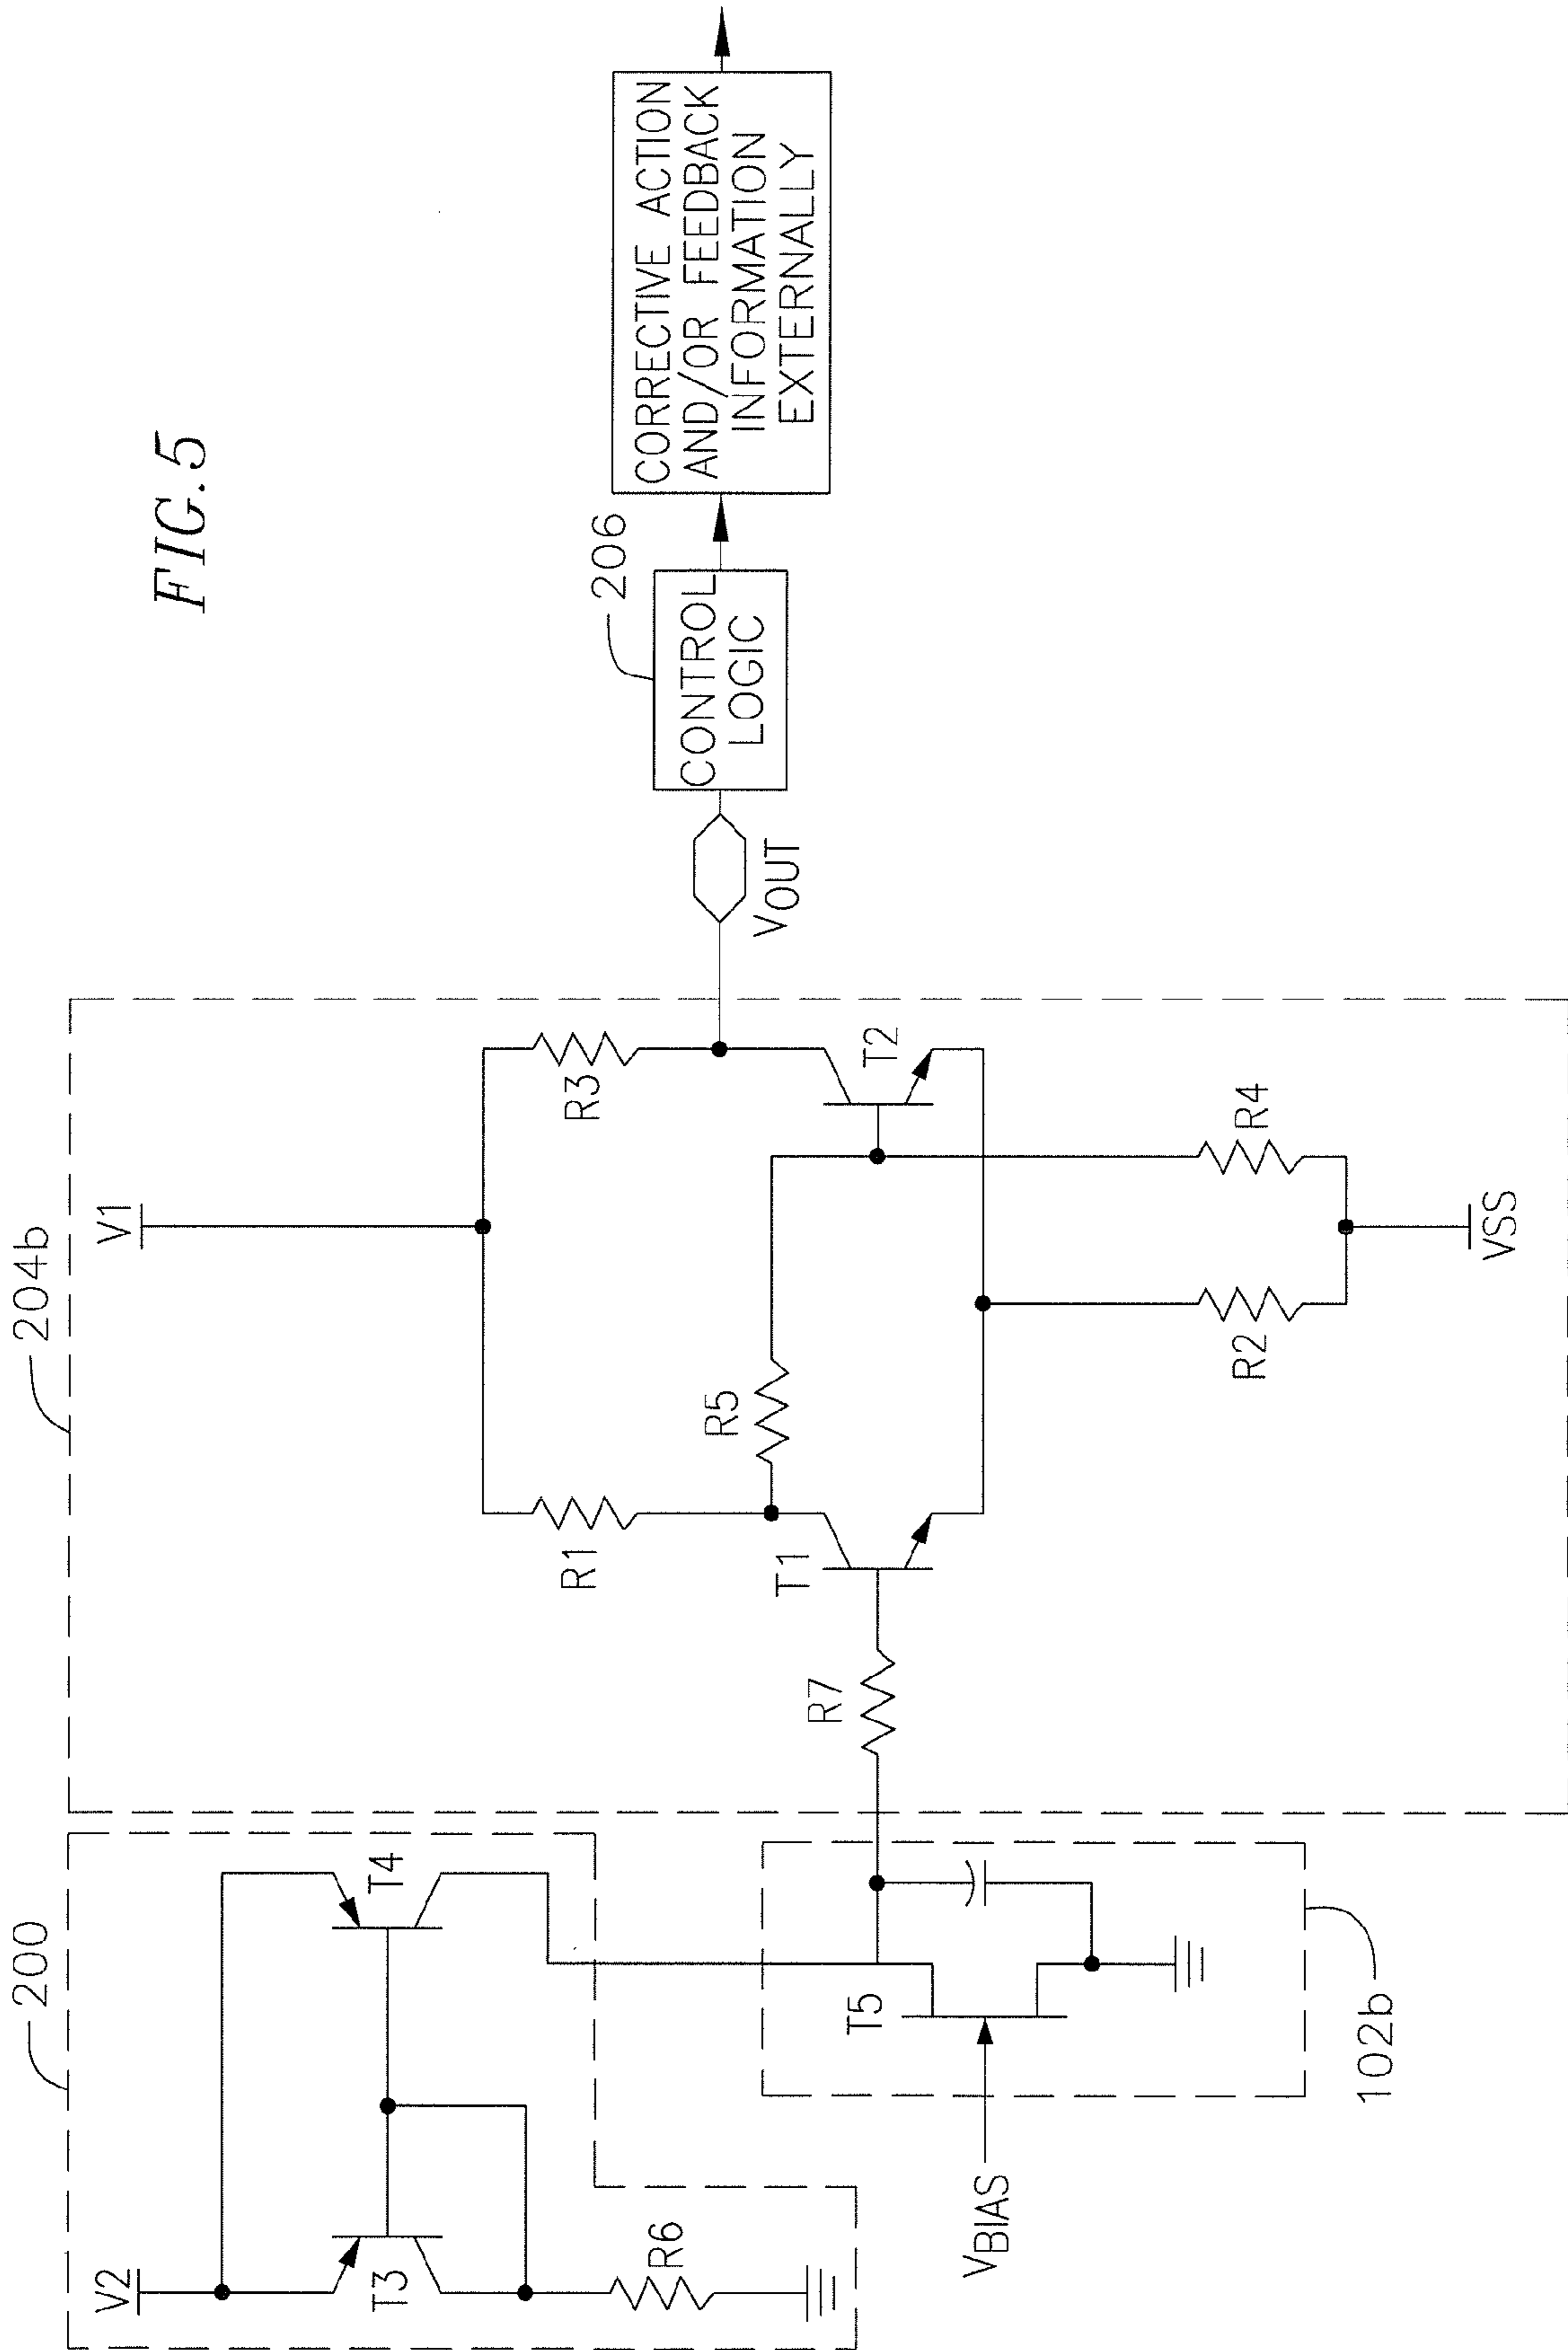 FIG. 5
200
V2
T3
T4
R6
VBIAS
T5
102b
204b
V1
R1
R3
T1
R5
T2
R7
R2
R4
VSS
VOUT
206
CONTROL
LOGIC
CORRECTIVE ACTION
AND/OR FEEDBACK
INFORMATION
EXTERNALLY